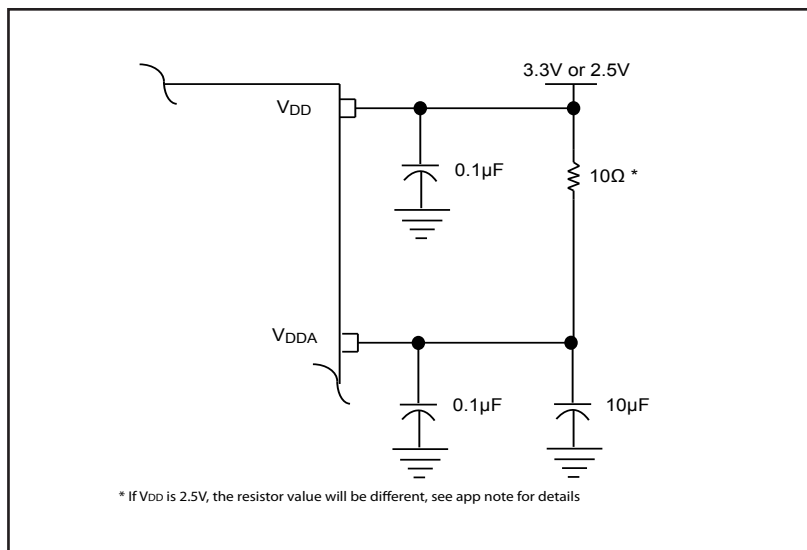 3.3V or 2.5V
VDD
0.1µF
10Ω *
VDDA
0.1µF
10µF
* If VDD is 2.5V, the resistor value will be different, see app note for details